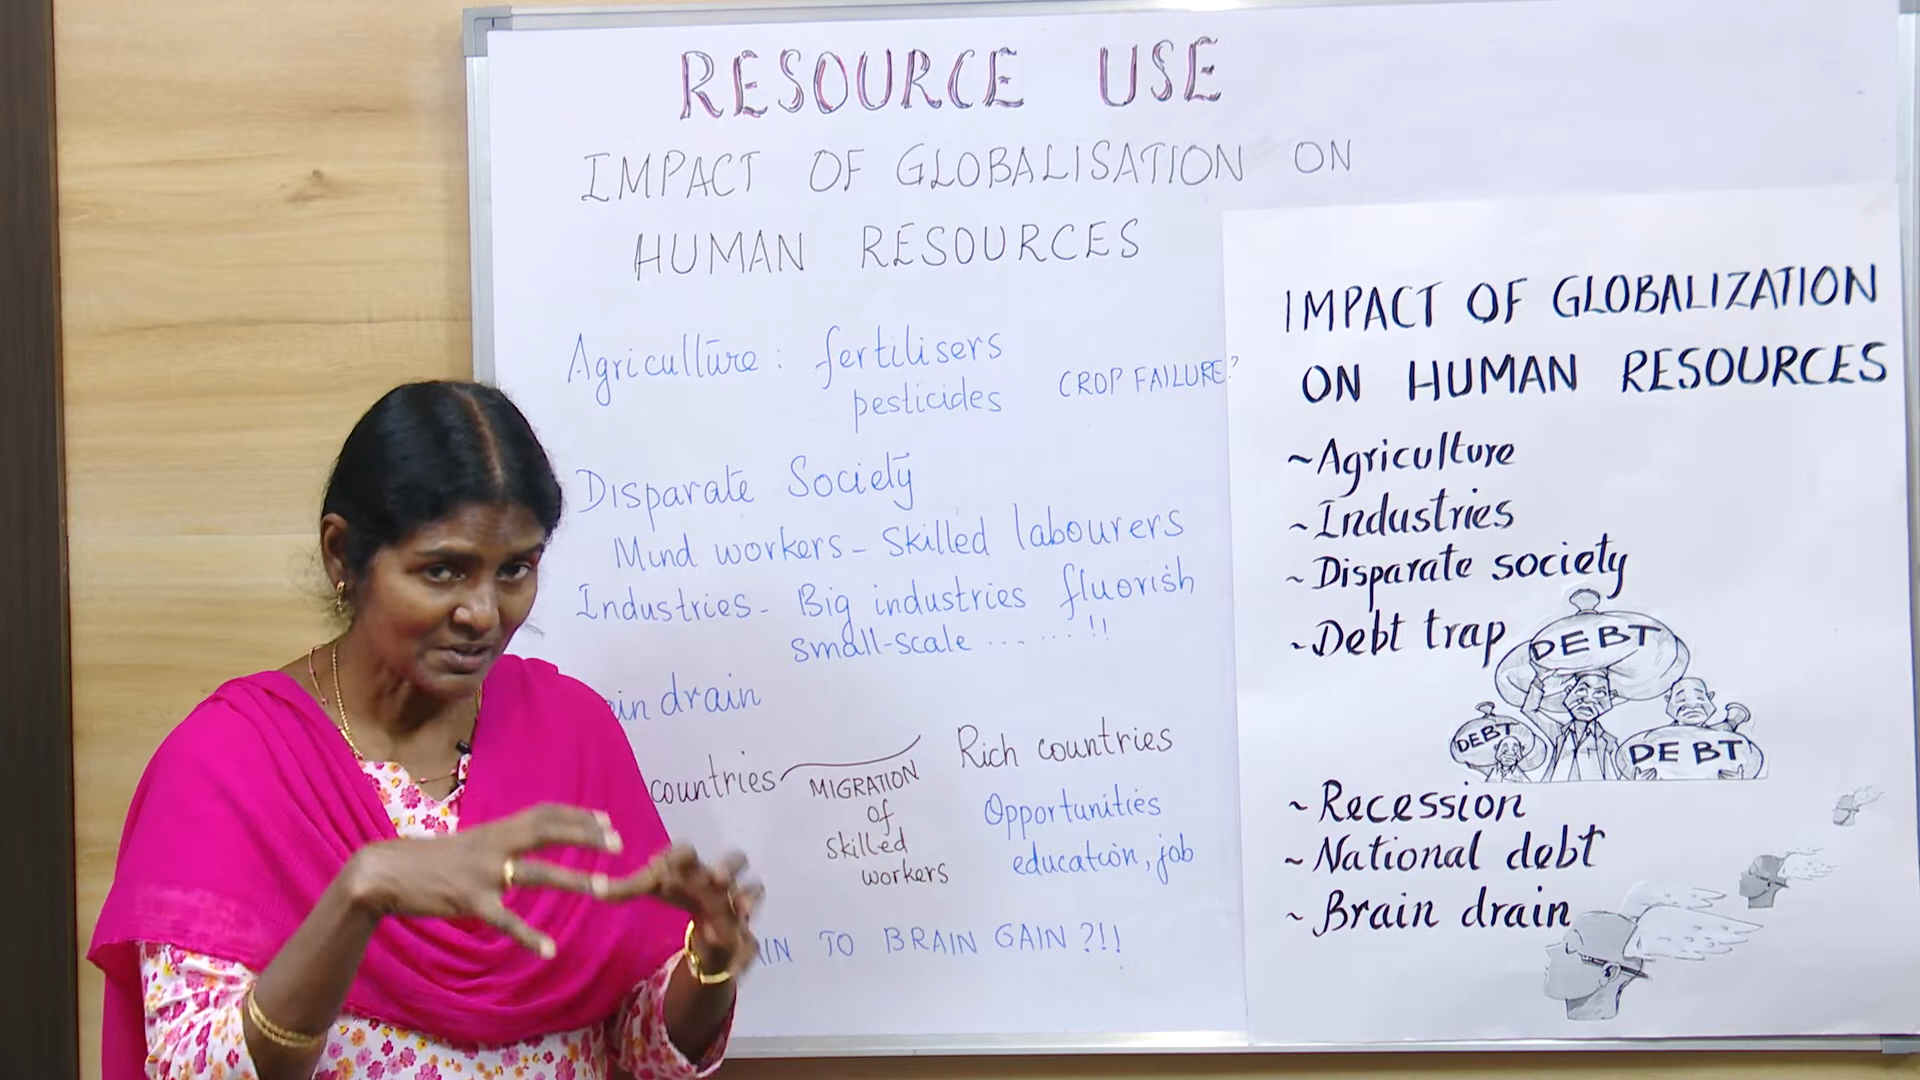 RESOURCE USE
IMPACT OF GLOBALISATION ON
HUMAN RESOURCES
Agriculture : fertilisers
pesticides
CROP FAILURE?
Disparate Society
Mind workers - Skilled labourers
Industries - Big industries fluorish
small-scale ... ... !!
drain
countries
MIGRATION
of
skilled
workers
Rich countries
Opportunities
education, job
TO BRAIN GAIN ?!!
IMPACT OF GLOBALIZATION
ON HUMAN RESOURCES
~Agriculture
~Industries
~Disparate society
~Debt trap
DEBT
DEBT
DEBT
~Recession
~National debt
~Brain drain